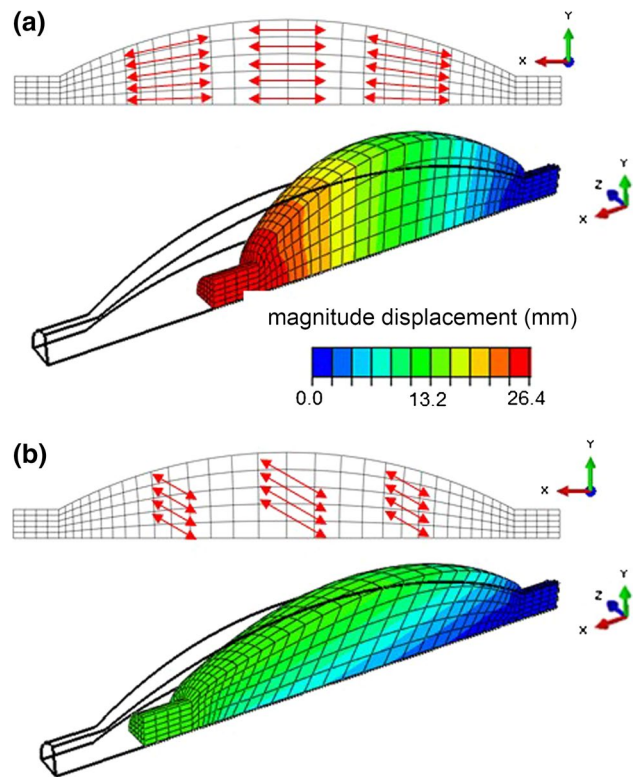 (a)
Y
X
Y
Z
X
magnitude displacement (mm)
0.0 13.2 26.4
(b)
Y
X
Y
Z
X